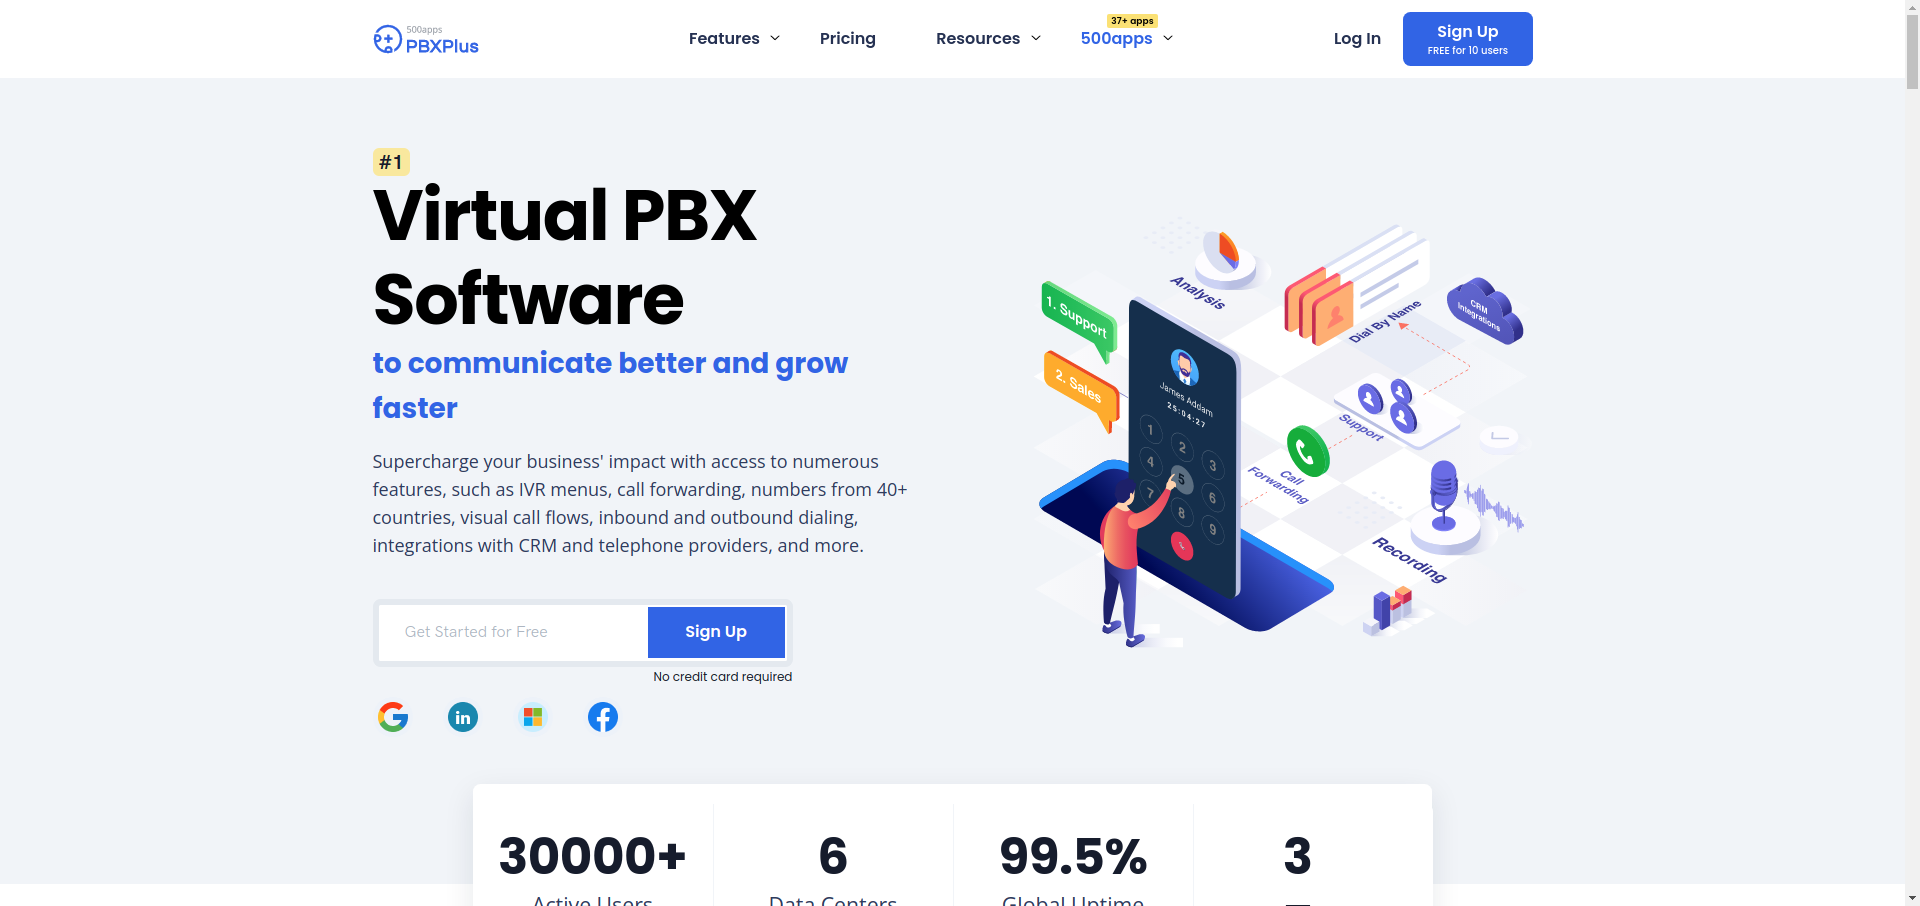 500apps
PBXPlus
Features
Pricing
Resources
37+ apps
500apps
Log In
Sign Up
FREE for 10 users
#1
Virtual PBX
Software
to communicate better and grow
faster
Supercharge your business' impact with access to numerous
features, such as IVR menus, call forwarding, numbers from 40+
countries, visual call flows, inbound and outbound dialing,
integrations with CRM and telephone providers, and more.
Get Started for Free
Sign Up
No credit card required
in
Analysis
1. Support
2. Sales
Dial By Name
CRM
Integrations
James Addam
25:04:27
1
2
3
4
5
6
7
8
9
Support
Call
Forwarding
Recording
30000+
Active Users
6
Data Centers
99.5%
Global Uptime
3